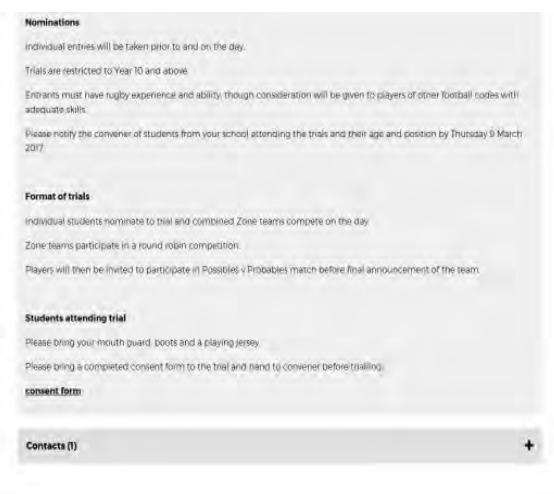 Nominations
Individual entries will be taken prior to and on the day.
Trials are restricted to Year 10 and above
Entrants must have rugby experience and ability, though consideration will be given to players of other football codes with
adequate skills.
Please notify the convener of students from your school attending the trials and their age and position by Thursday 9 March
2017.
Format of trials
Individual students nominate to trial and combined Zone teams compete on the day
Zone teams participate in a round robin competition.
Players will then be invited to participate in Possibles v Probables match before final announcement of the team.
Students attending trial
Please bring your mouth guard, boots and a playing jersey.
Please bring a completed consent form to the trial and hand to convener before trialling.
consent form
Contacts (1) +